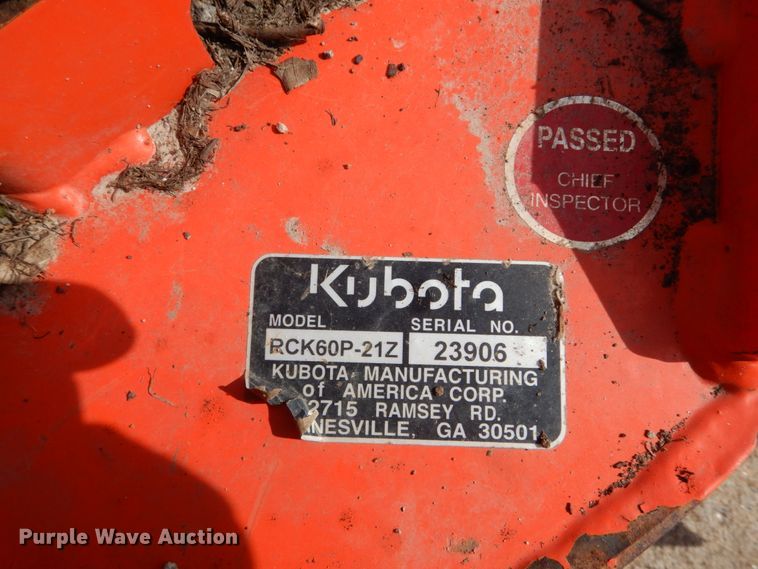 PASSED
CHIEF
INSPECTOR
Kubota
MODEL SERIAL NO.
RCK60P-21Z 23906
KUBOTA MANUFACTURING
of AMERICA CORP.
2715 RAMSEY RD.
NESVILLE, GA 30501
Purple Wave Auction